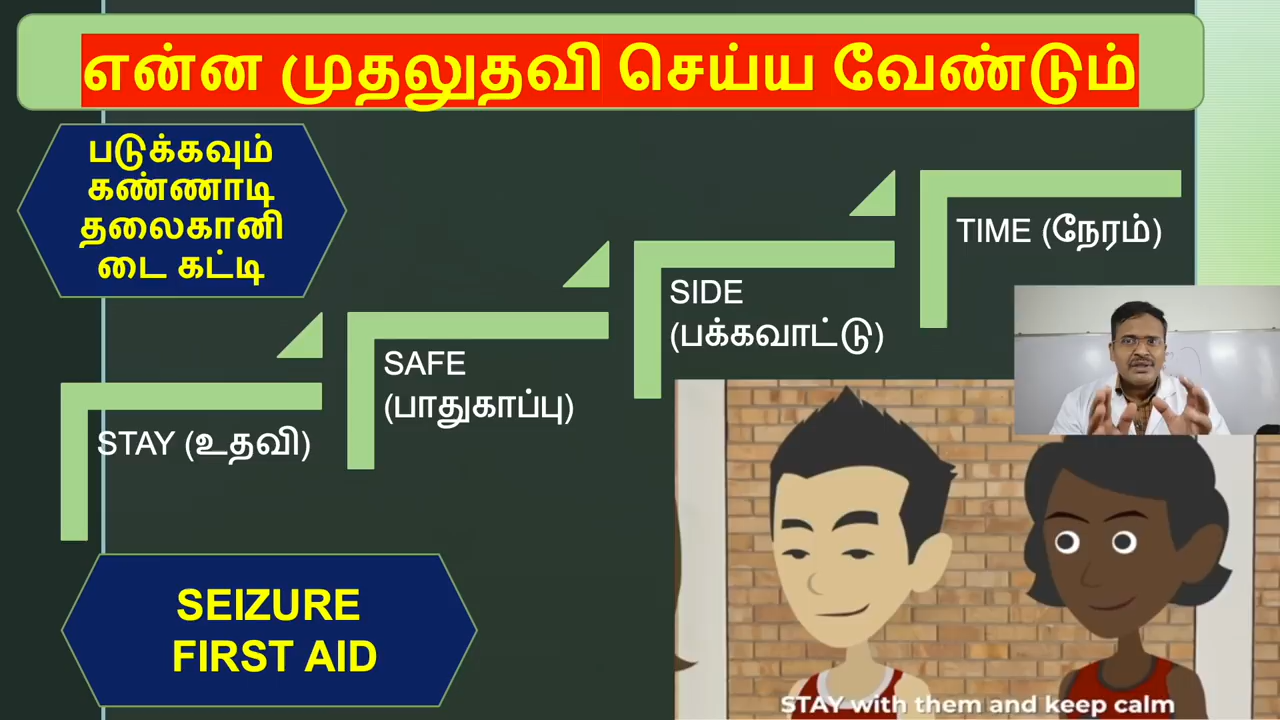 என்ன முதலுதவி செய்ய வேண்டும்
படுக்கவும்
கண்ணாடி
தலைகானி
டை கட்டி
TIME (நேரம்)
SIDE
(பக்கவாட்டு)
SAFE
(பாதுகாப்பு)
STAY (உதவி)
SEIZURE
FIRST AID
STAY with them and keep calm